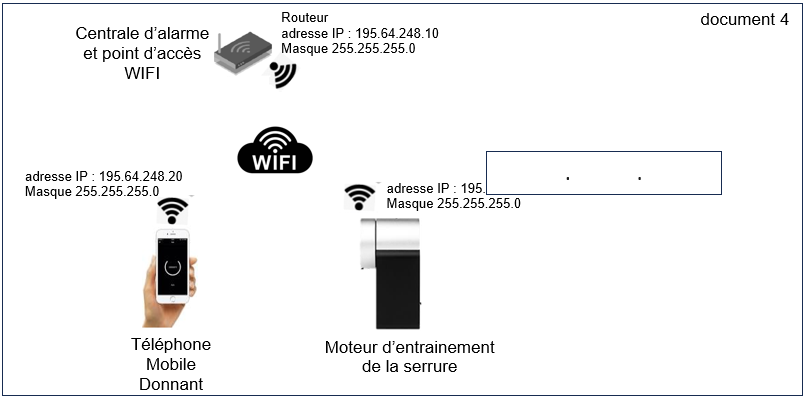 document 4
Centrale d'alarme
et point d'accès
WIFI
Routeur
adresse IP : 195.64.248.10
Masque 255.255.255.0
WIFI
adresse IP : 195.64.248.20
Masque 255.255.255.0
adresse IP : 195.
. .
Masque 255.255.255.0
Téléphone
Mobile
Donnant
Moteur d'entrainement
de la serrure